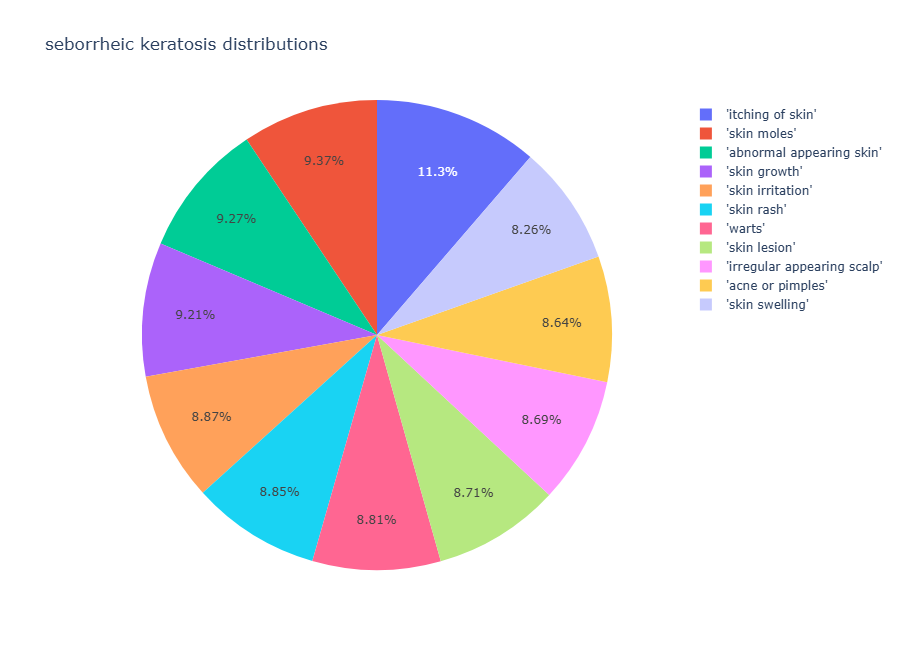 seborrheic keratosis distributions
11.3%
9.37%
8.26%
9.27%
8.64%
9.21%
8.69%
8.87%
8.71%
8.85%
8.81%
'itching of skin'
'skin moles'
'abnormal appearing skin'
'skin growth'
'skin irritation'
'skin rash'
'warts'
'skin lesion'
'irregular appearing scalp'
'acne or pimples'
'skin swelling'